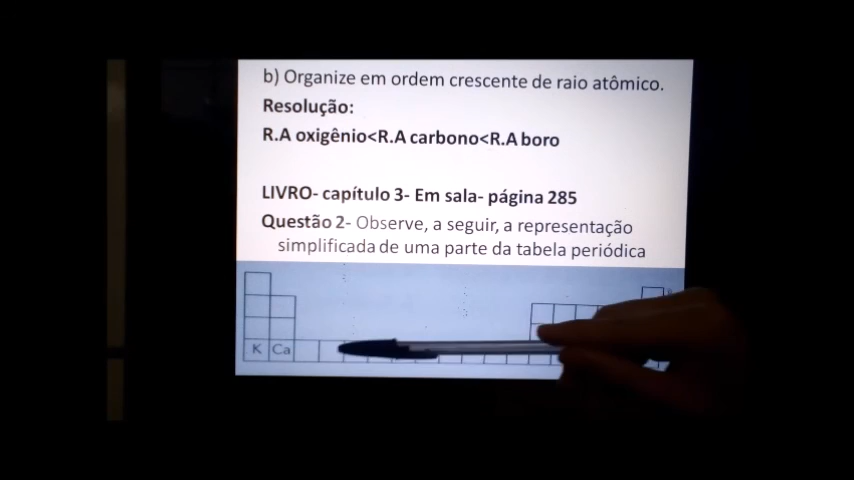 b) Organize em ordem crescente de raio atômico.
Resolução:
R.A oxigênio<R.A carbono<R.A boro
LIVRO- capítulo 3- Em sala- página 285
Questão 2- Observe, a seguir, a representação
simplificada de uma parte da tabela periódica
K Ca